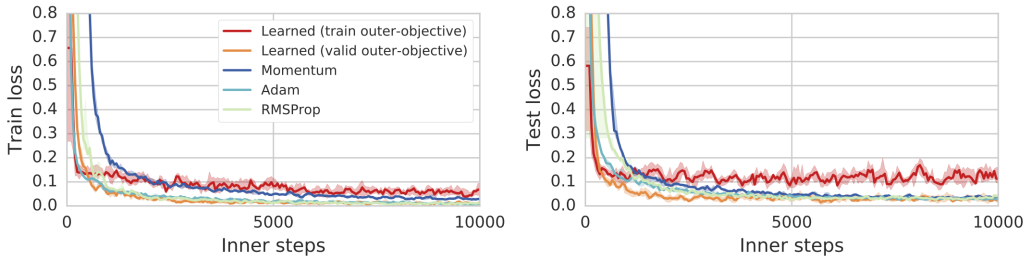 Train loss
0.8
0.7
0.6
0.5
0.4
0.3
0.2
0.1
0.0
Learned (train outer-objective)
Learned (valid outer-objective)
Momentum
Adam
RMSProp
0
5000
10000
Inner steps
Test loss
0.8
0.7
0.6
0.5
0.4
0.3
0.2
0.1
0.0
0
5000
10000
Inner steps